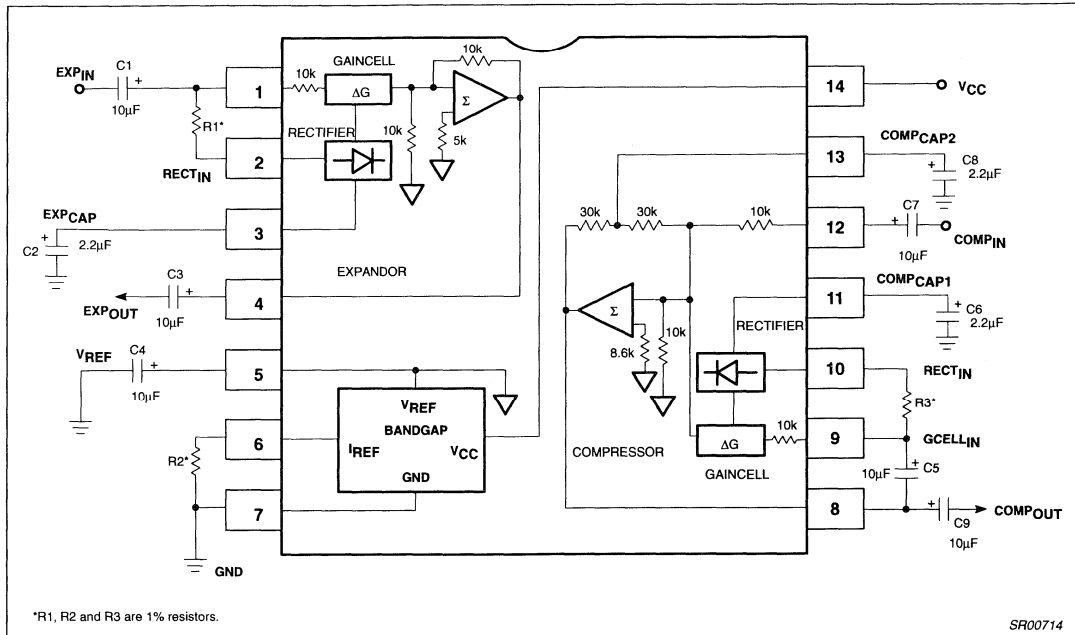 EXPIN
C1
+
10µF
R1*
RECTIN
EXPCAP
C2
+
2.2µF
C3
+
EXPOUT
10µF
VREF
C4
+
10µF
R2*
GND
1
2
3
4
5
6
7
10k
GAINCELL
ΔG
10k
Σ
10k
5k
RECTIFIER
EXPANDOR
VREF
BANDGAP
IREF
VCC
GND
30k
30k
10k
Σ
8.6k
10k
RECTIFIER
COMPRESSOR
ΔG
10k
GAINCELL
14
13
12
11
10
9
8
VCC
COMPCAP2
+
C8
2.2µF
C7
+
10µF
COMPIN
COMPCAP1
+
C6
2.2µF
RECTIN
R3*
GCELLIN
+
10µF
C5
+
C9
10µF
COMPOUT
*R1, R2 and R3 are 1% resistors.
SR00714